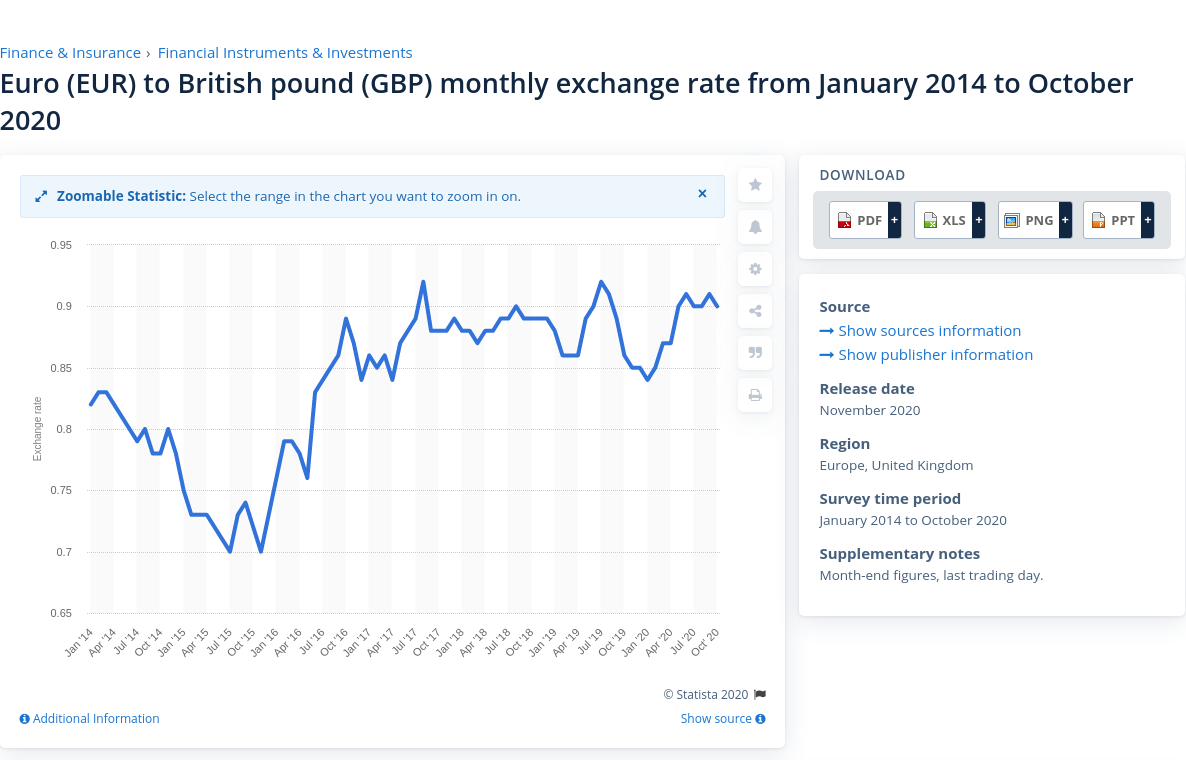 Finance & Insurance › Financial Instruments & Investments
Euro (EUR) to British pound (GBP) monthly exchange rate from January 2014 to October
2020
Zoomable Statistic: Select the range in the chart you want to zoom in on.
×
0.95
0.9
0.85
0.8
0.75
0.7
0.65
Exchange rate
Jan '14
Apr '14
Jul '14
Oct '14
Jan '15
Apr '15
Jul '15
Oct '15
Jan '16
Apr '16
Jul '16
Oct '16
Jan '17
Apr '17
Jul '17
Oct '17
Jan '18
Apr '18
Jul '18
Oct '18
Jan '19
Apr '19
Jul '19
Oct '19
Jan '20
Apr '20
Jul '20
Oct' 20
© Statista 2020
Additional Information
Show source
DOWNLOAD
PDF + XLS + PNG + PPT +
Source
Show sources information
Show publisher information
Release date
November 2020
Region
Europe, United Kingdom
Survey time period
January 2014 to October 2020
Supplementary notes
Month-end figures, last trading day.